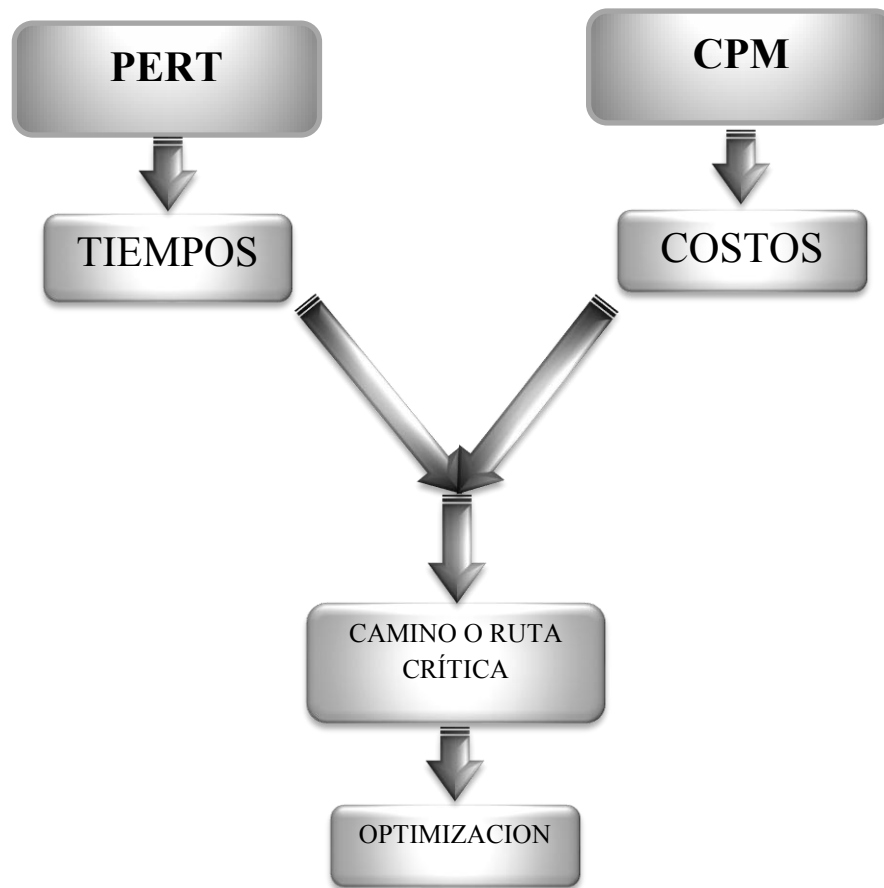 PERT
CPM
TIEMPOS
COSTOS
CAMINO O RUTA
CRÍTICA
OPTIMIZACION